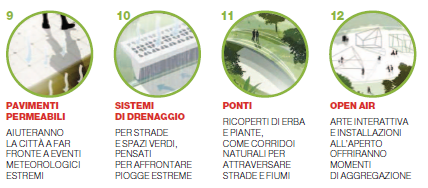 9
PAVIMENTI
PERMEABILI
AIUTERANNO
LA CITTÀ A FAR
FRONTE A EVENTI
METEOROLOGICI
ESTREMI
10
SISTEMI
DI DRENAGGIO
PER STRADE
E SPAZI VERDI,
PENSATI
PER AFFRONTARE
PIOGGE ESTREME
11
PONTI
RICOPERTI DI ERBA
E PIANTE,
COME CORRIDOI
NATURALI PER
ATTRAVERSARE
STRADE E FIUMI
12
OPEN AIR
ARTE INTERATTIVA
E INSTALLAZIONI
ALL'APERTO
OFFRIRANNO
MOMENTI
DI AGGREGAZIONE